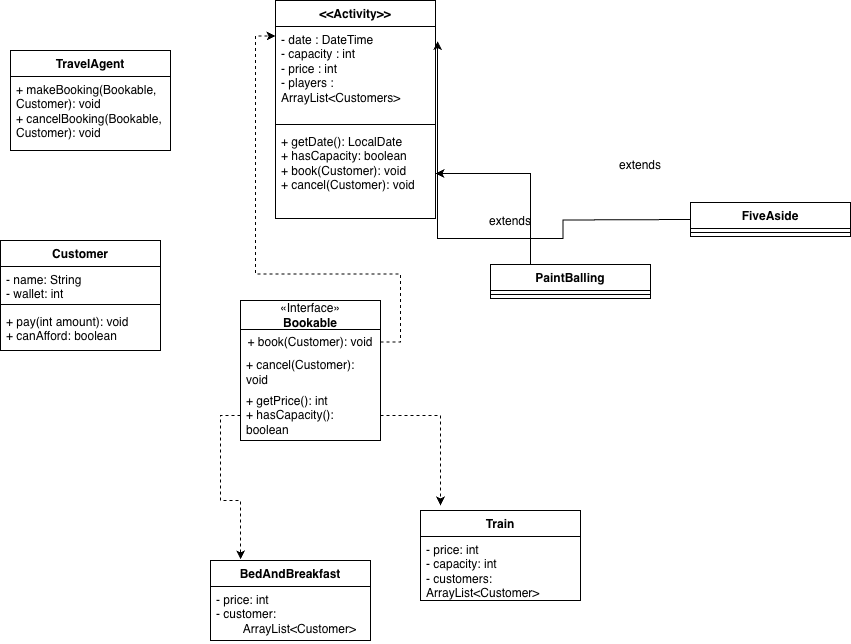 <<Activity>>
- date : DateTime
- capacity : int
- price : int
- players :
ArrayList<Customers>
+ getDate(): LocalDate
+ hasCapacity: boolean
+ book(Customer): void
+ cancel(Customer): void
TravelAgent
+ makeBooking(Bookable,
Customer): void
+ cancelBooking(Bookable,
Customer): void
extends
extends
FiveAside
PaintBalling
Customer
- name: String
- wallet: int
+ pay(int amount): void
+ canAfford: boolean
«Interface»
Bookable
+ book(Customer): void
+ cancel(Customer):
void
+ getPrice(): int
+ hasCapacity():
boolean
Train
- price: int
- capacity: int
- customers:
ArrayList<Customer>
BedAndBreakfast
- price: int
- customer:
ArrayList<Customer>